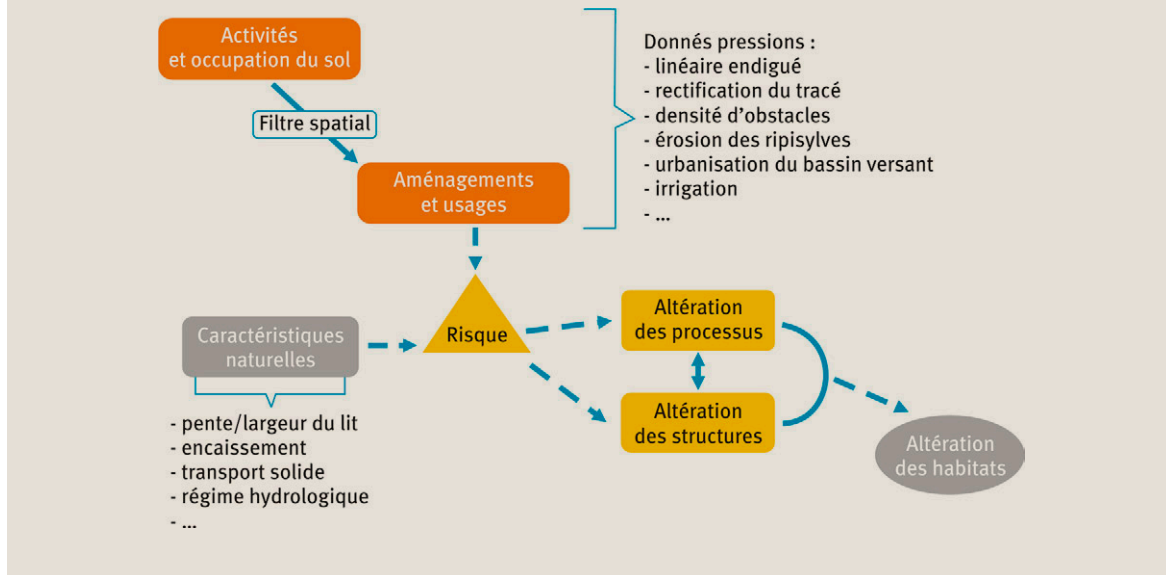 Activités
et occupation du sol
Filtre spatial
Aménagements
et usages
Donnés pressions :
- linéaire endigué
- rectification du tracé
- densité d'obstacles
- érosion des ripisylves
- urbanisation du bassin versant
- irrigation
- ...
Caractéristiques
naturelles
- pente/largeur du lit
- encaissement
- transport solide
- régime hydrologique
- ...
Risque
Altération
des processus
Altération
des structures
Altération
des habitats